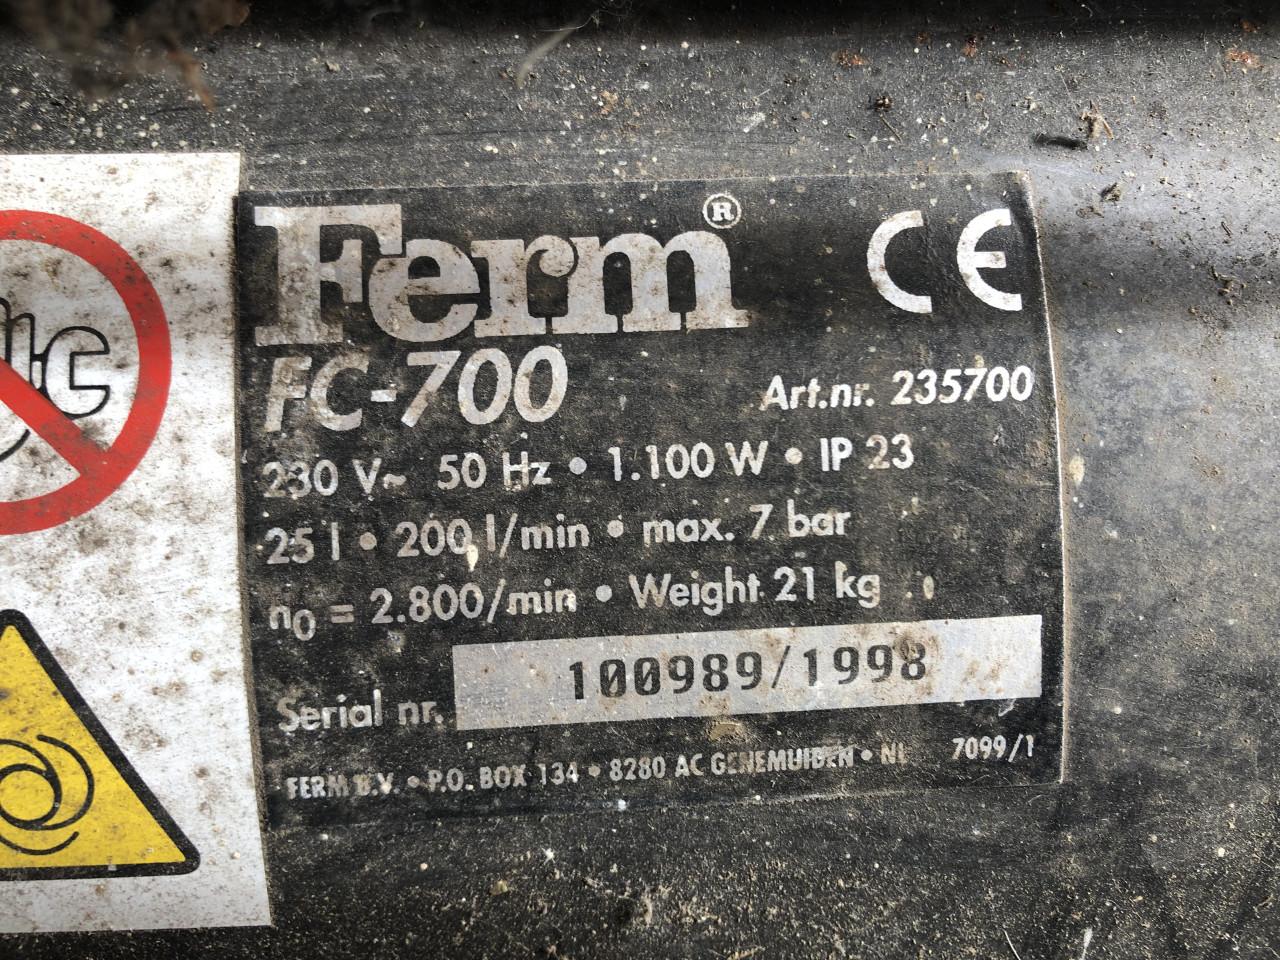 Ferm®
CE
FC-700
Art.nr. 235700
230 V~ 50 Hz • 1.100 W • IP 23
25 l • 200 l/min • max. 7 bar
n0 = 2.800/min • Weight 21 kg
Serial nr. 100989/1998
FERM B.V. • P.O. BOX 134 • 8280 AC GENEMUIDEN • NL 7099/1